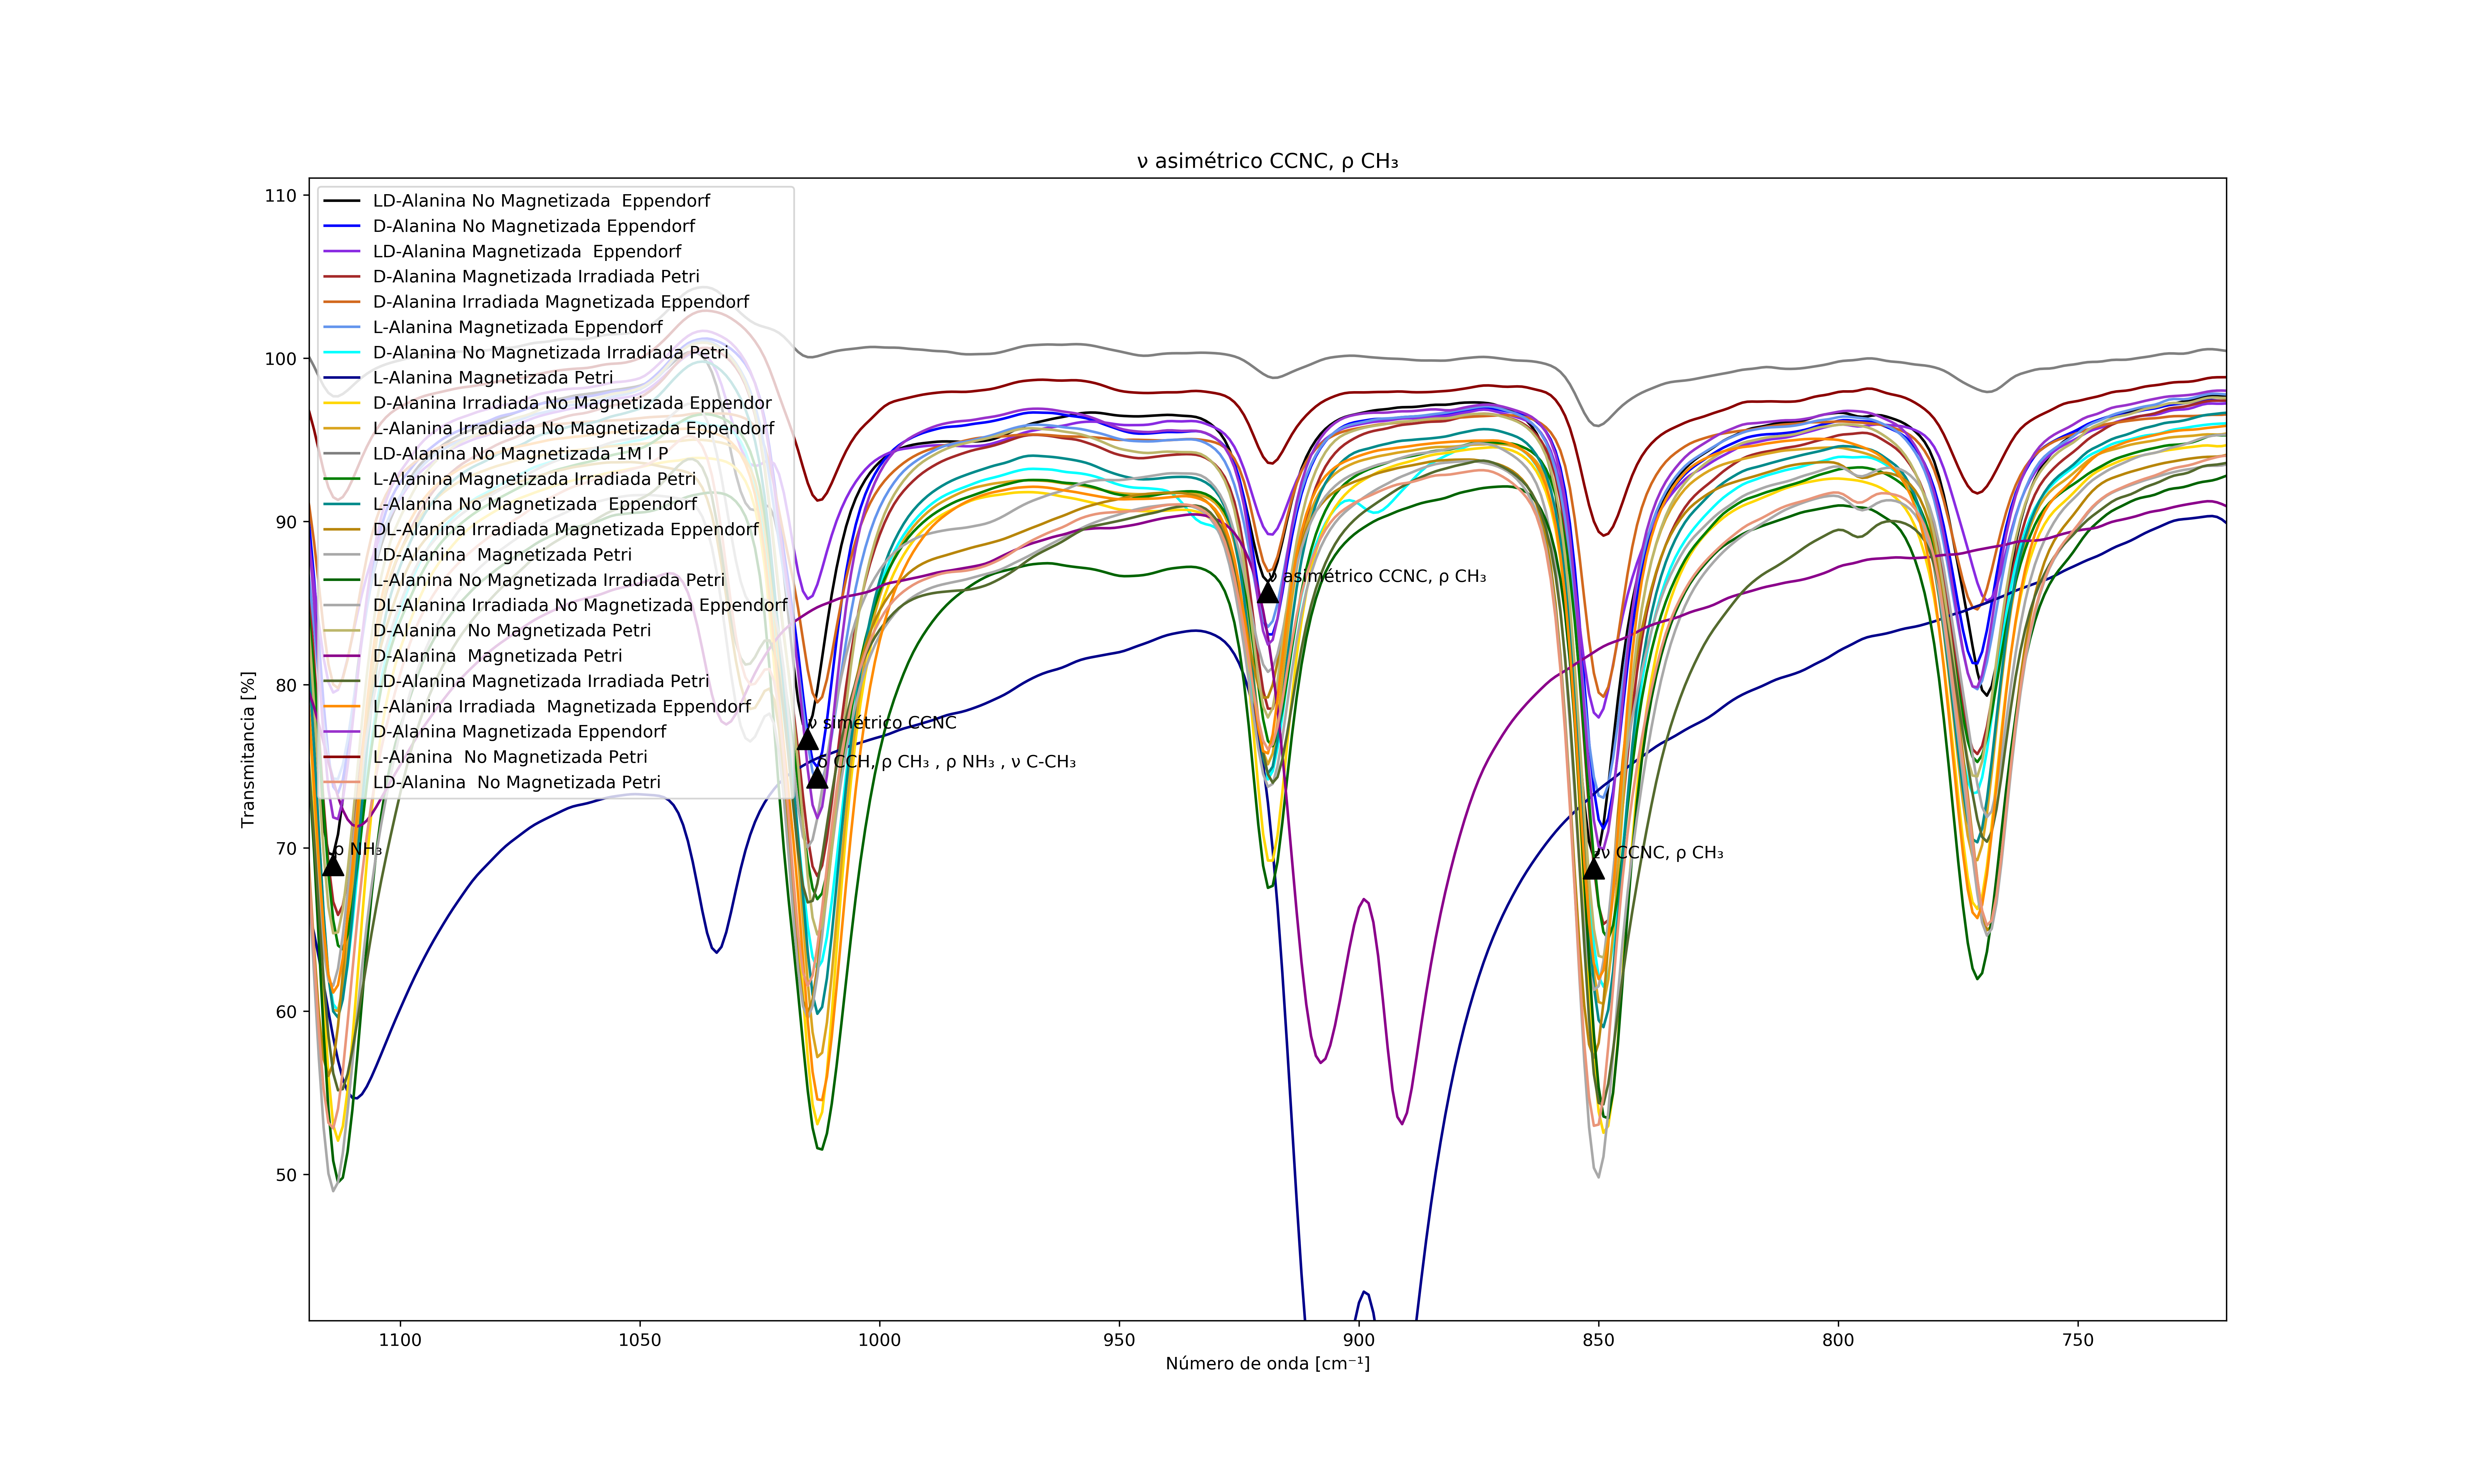 ν asimétrico CCNC, ρ CH₃
110
100
90
80
70
60
50
Transmitancia [%]
LD-Alanina No Magnetizada  Eppendorf
D-Alanina No Magnetizada Eppendorf
LD-Alanina Magnetizada  Eppendorf
D-Alanina Magnetizada Irradiada Petri
D-Alanina Irradiada Magnetizada Eppendorf
L-Alanina Magnetizada Eppendorf
D-Alanina No Magnetizada Irradiada Petri
L-Alanina Magnetizada Petri
D-Alanina Irradiada No Magnetizada Eppendor
L-Alanina Irradiada No Magnetizada Eppendorf
LD-Alanina No Magnetizada 1M I P
L-Alanina Magnetizada Irradiada Petri
L-Alanina No Magnetizada  Eppendorf
DL-Alanina Irradiada Magnetizada Eppendorf
LD-Alanina  Magnetizada Petri
L-Alanina No Magnetizada Irradiada Petri
DL-Alanina Irradiada No Magnetizada Eppendorf
D-Alanina  No Magnetizada Petri
D-Alanina  Magnetizada Petri
LD-Alanina Magnetizada Irradiada Petri
L-Alanina Irradiada  Magnetizada Eppendorf
D-Alanina Magnetizada Eppendorf
L-Alanina  No Magnetizada Petri
LD-Alanina  No Magnetizada Petri
ν asimétrico CCNC, ρ CH₃
ν simétrico CCNC
CCH, ρ CH₃ , ρ NH₃ , ν C-CH₃
ρ NH₃
ν CCNC, ρ CH₃
1100
1050
1000
950
900
850
800
750
Número de onda [cm⁻¹]